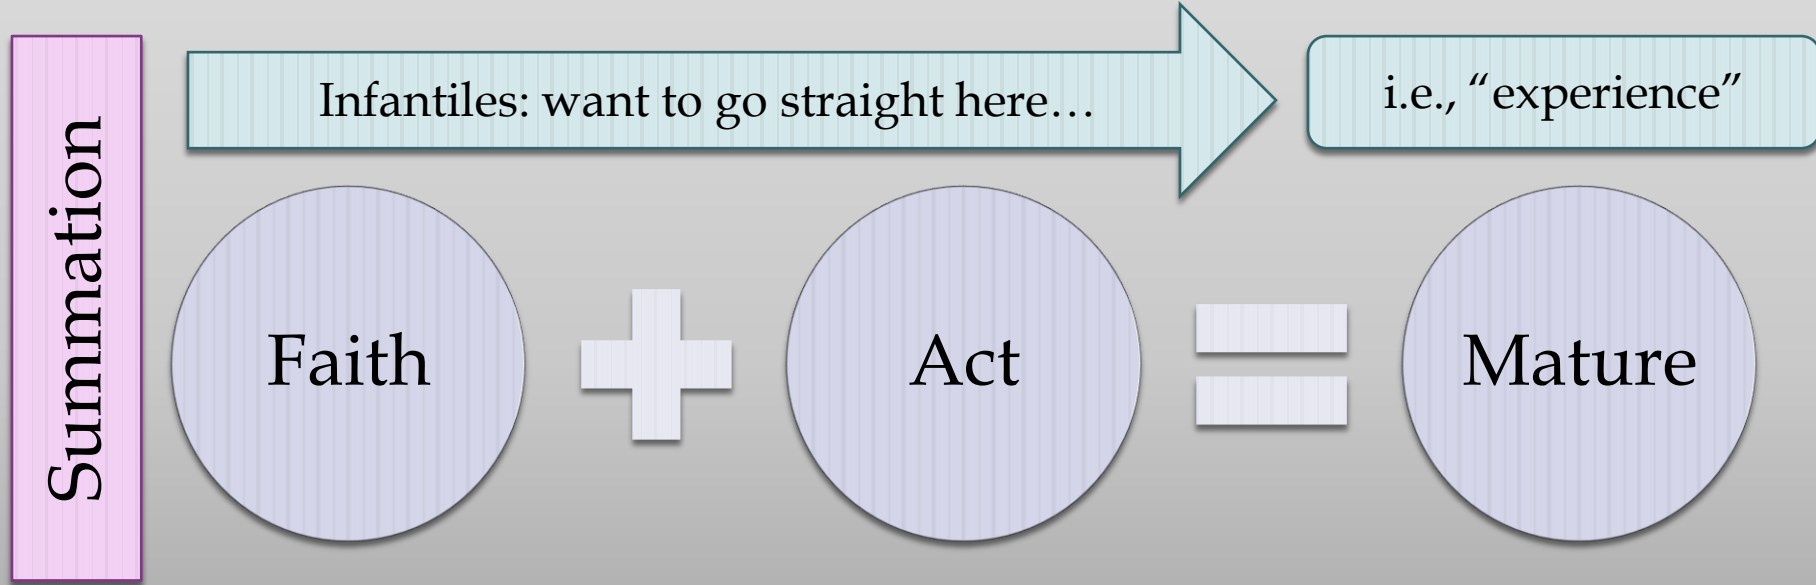 Summation
Infantiles: want to go straight here…
i.e., “experience”
Faith
Act
Mature